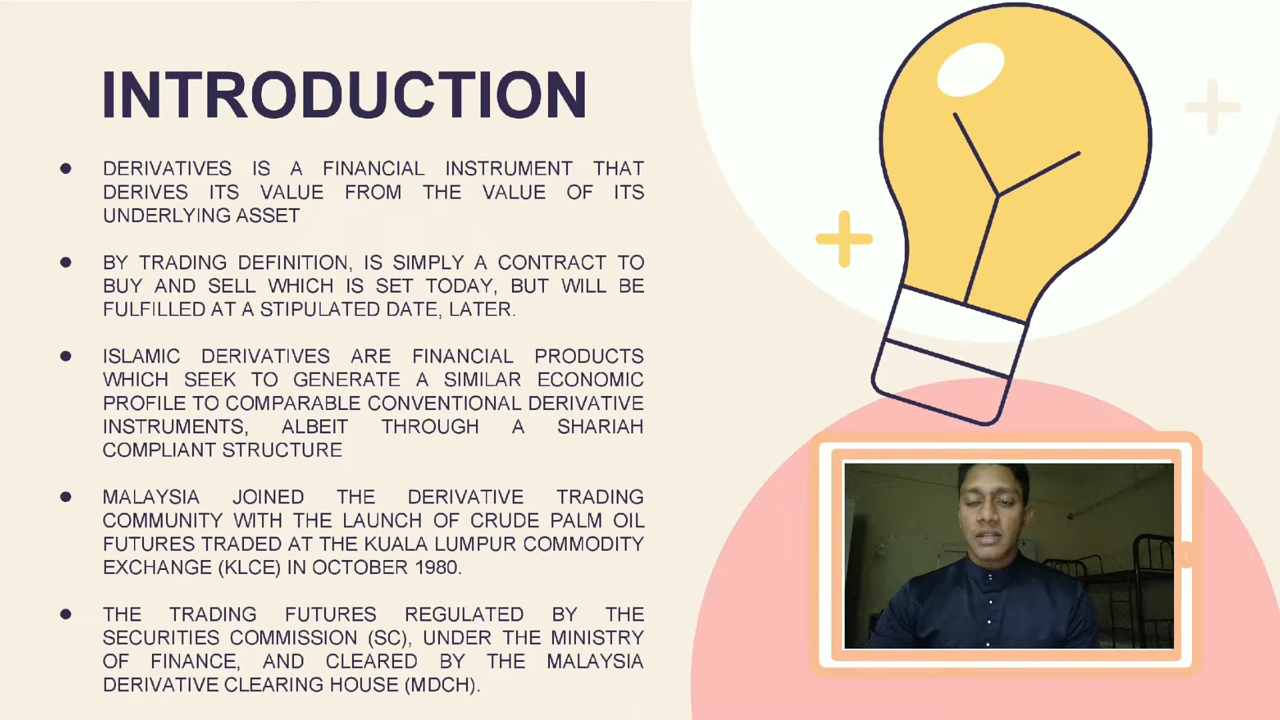 INTRODUCTION
● DERIVATIVES IS A FINANCIAL INSTRUMENT THAT
DERIVES ITS VALUE FROM THE VALUE OF ITS
UNDERLYING ASSET
● BY TRADING DEFINITION, IS SIMPLY A CONTRACT TO
BUY AND SELL WHICH IS SET TODAY, BUT WILL BE
FULFILLED AT A STIPULATED DATE, LATER.
● ISLAMIC DERIVATIVES ARE FINANCIAL PRODUCTS
WHICH SEEK TO GENERATE A SIMILAR ECONOMIC
PROFILE TO COMPARABLE CONVENTIONAL DERIVATIVE
INSTRUMENTS, ALBEIT THROUGH A SHARIAH
COMPLIANT STRUCTURE
● MALAYSIA JOINED THE DERIVATIVE TRADING
COMMUNITY WITH THE LAUNCH OF CRUDE PALM OIL
FUTURES TRADED AT THE KUALA LUMPUR COMMODITY
EXCHANGE (KLCE) IN OCTOBER 1980.
● THE TRADING FUTURES REGULATED BY THE
SECURITIES COMMISSION (SC), UNDER THE MINISTRY
OF FINANCE, AND CLEARED BY THE MALAYSIA
DERIVATIVE CLEARING HOUSE (MDCH).